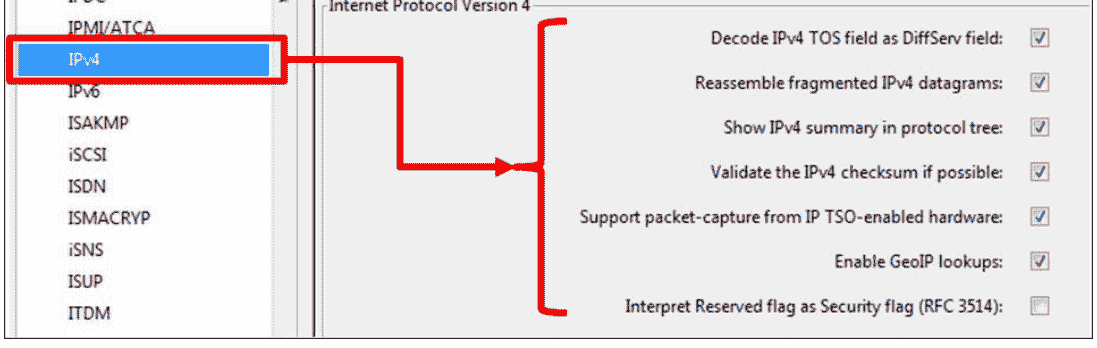 IPMI/ATCA
IPv4
IPv6
ISAKMP
iSCSI
ISDN
ISMACRYP
iSNS
ISUP
ITDM
Internet Protocol Version 4
Decode IPv4 TOS field as DiffServ field:
Reassemble fragmented IPv4 datagrams:
Show IPv4 summary in protocol tree:
Validate the IPv4 checksum if possible:
Support packet-capture from IP TSO-enabled hardware:
Enable GeoIP lookups:
Interpret Reserved flag as Security flag (RFC 3514):